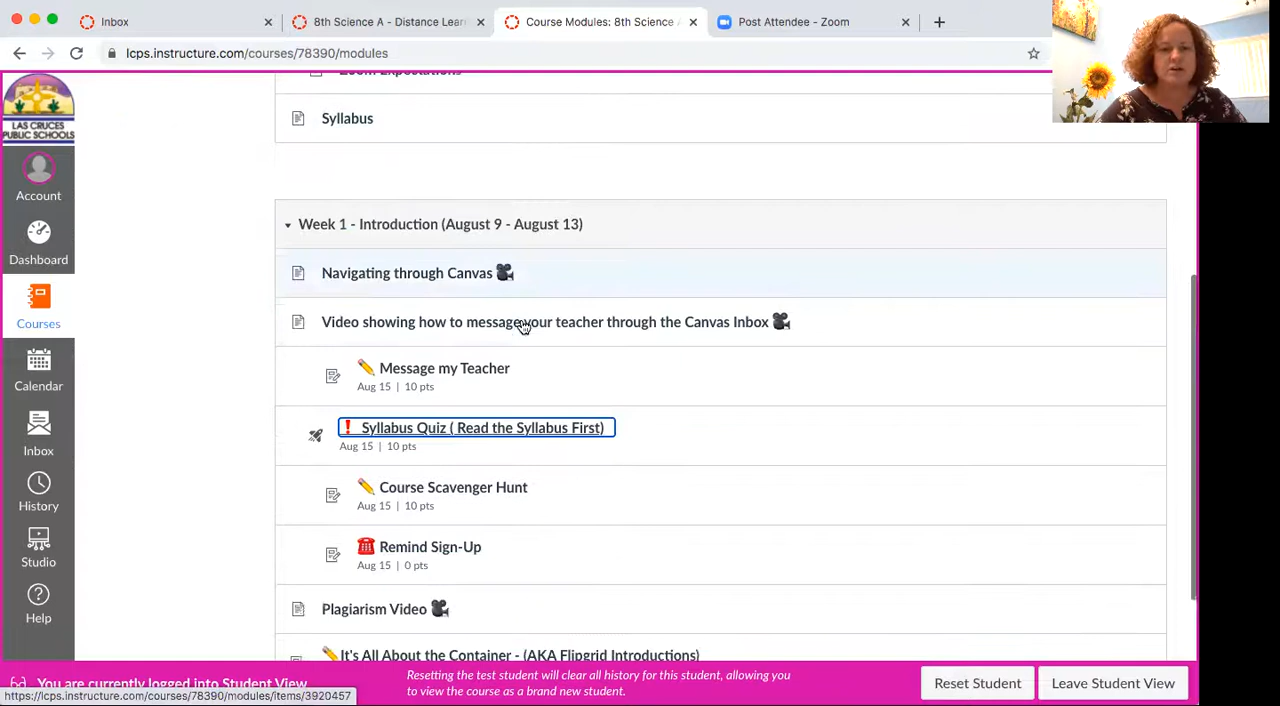 Inbox
8th Science A - Distance Lear
Course Modules: 8th Science
Post Attendee - Zoom
lcps.instructure.com/courses/78390/modules
LAS CRUCES
PUBLIC SCHOOLS
Account
Dashboard
Courses
Calendar
Inbox
History
Studio
Help
Zoom Expectations
Syllabus
Week 1 - Introduction (August 9 - August 13)
Navigating through Canvas
Video showing how to message your teacher through the Canvas Inbox
Message my Teacher
Aug 15 | 10 pts
Syllabus Quiz ( Read the Syllabus First)
Aug 15 | 10 pts
Course Scavenger Hunt
Aug 15 | 10 pts
Remind Sign-Up
Aug 15 | 0 pts
Plagiarism Video
It's All About the Container - (AKA Flipgrid Introductions)
You are currently logged into Student View
Resetting the test student will clear all history for this student, allowing you
to view the course as a brand new student.
Reset Student
Leave Student View
https://lcps.instructure.com/courses/78390/modules/items/3920457